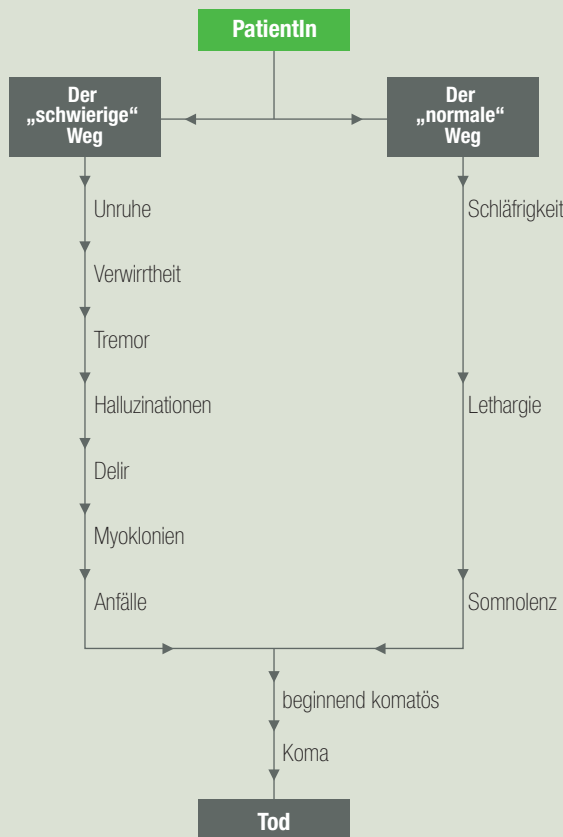 PatientIn
Der
„schwierige“
Weg
Der
„normale“
Weg
Unruhe
Verwirrtheit
Tremor
Halluzinationen
Delir
Myoklonien
Anfälle
Schläfrigkeit
Lethargie
Somnolenz
beginnend komatös
Koma
Tod